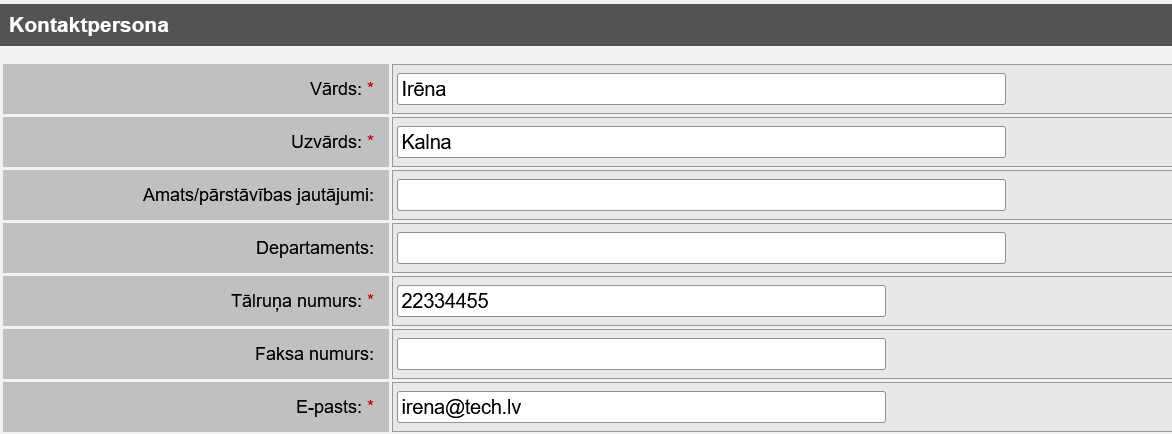 Kontaktpersona
Vārds: * Irēna
Uzvārds: * Kalna
Amats/pārstāvības jautājumi:
Departaments:
Tālruņa numurs: * 22334455
Faksa numurs:
E-pasts: * irena@tech.lv